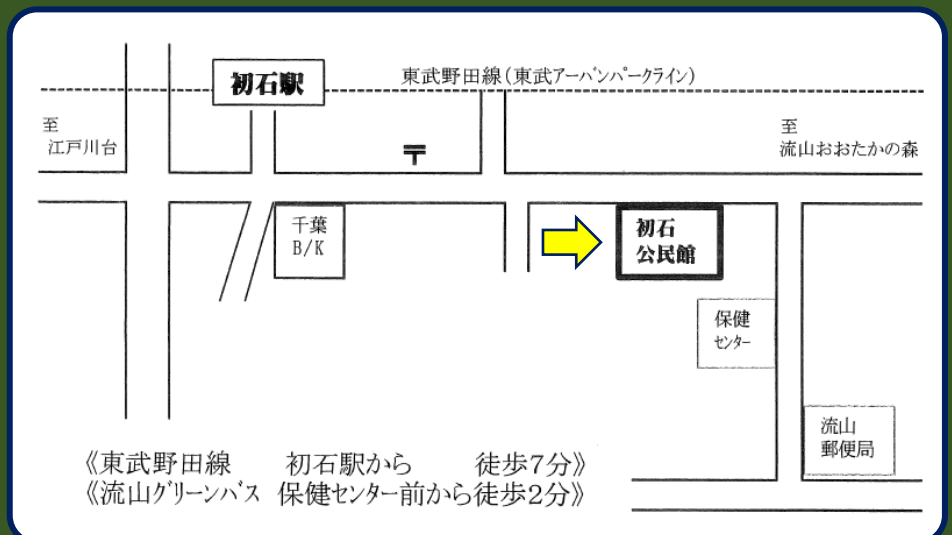 初石駅
東武野田線(東武アーバンパークライン)
至
江戸川台
〒
至
流山おおたかの森
千葉
B/K
初石
公民館
保健
センター
流山
郵便局
《東武野田線 初石駅から 徒歩7分》
《流山グリーンバス 保健センター前から徒歩2分》